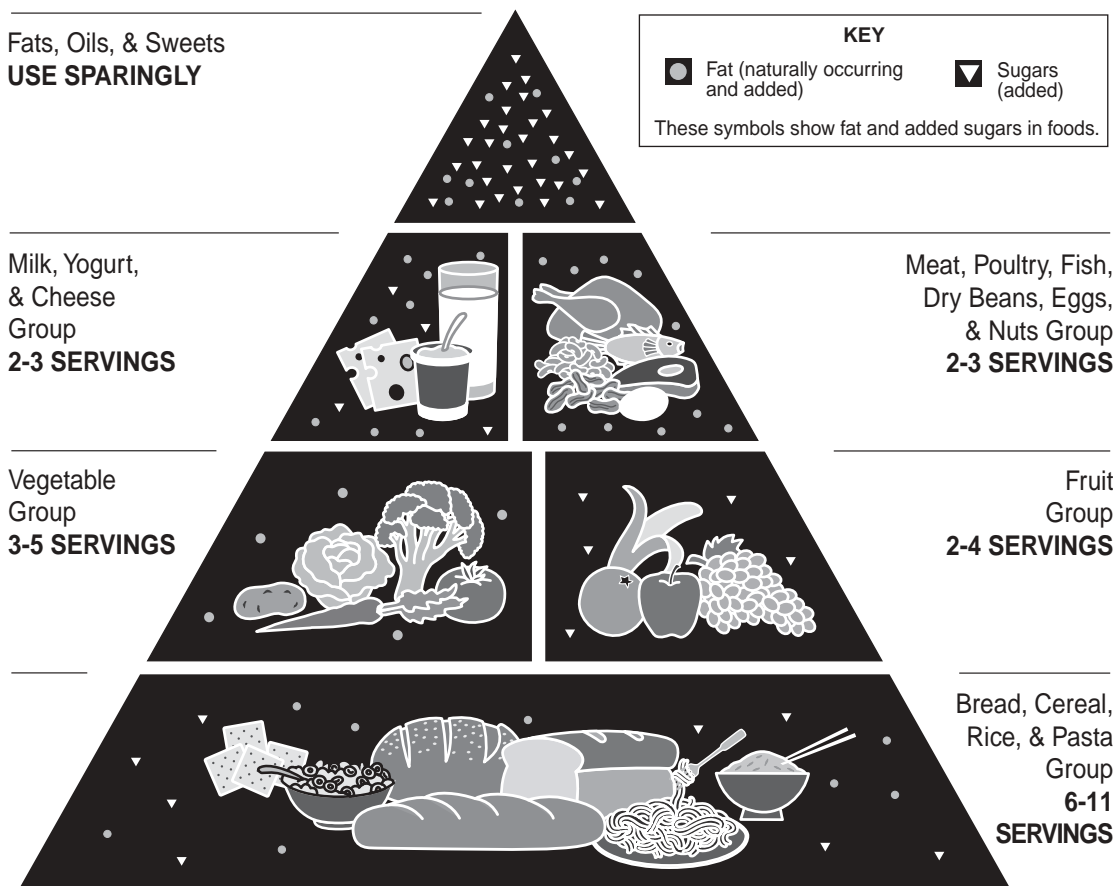 Fats, Oils, & Sweets
USE SPARINGLY
KEY
Fat (naturally occurring
and added)
Sugars
(added)
These symbols show fat and added sugars in foods.
Milk, Yogurt,
& Cheese
Group
2-3 SERVINGS
Meat, Poultry, Fish,
Dry Beans, Eggs,
& Nuts Group
2-3 SERVINGS
Vegetable
Group
3-5 SERVINGS
Fruit
Group
2-4 SERVINGS
Bread, Cereal,
Rice, & Pasta
Group
6-11
SERVINGS